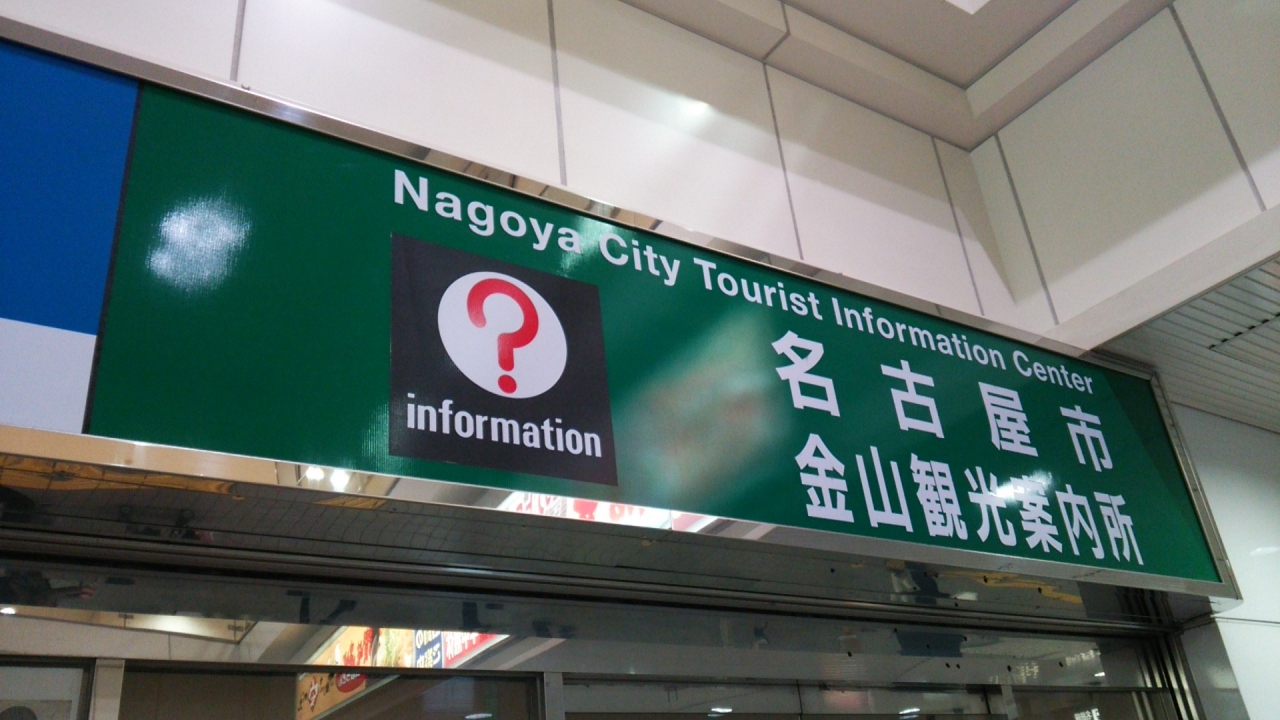 Nagoya City Tourist Information Center
?
information
名古屋市
金山観光案内所